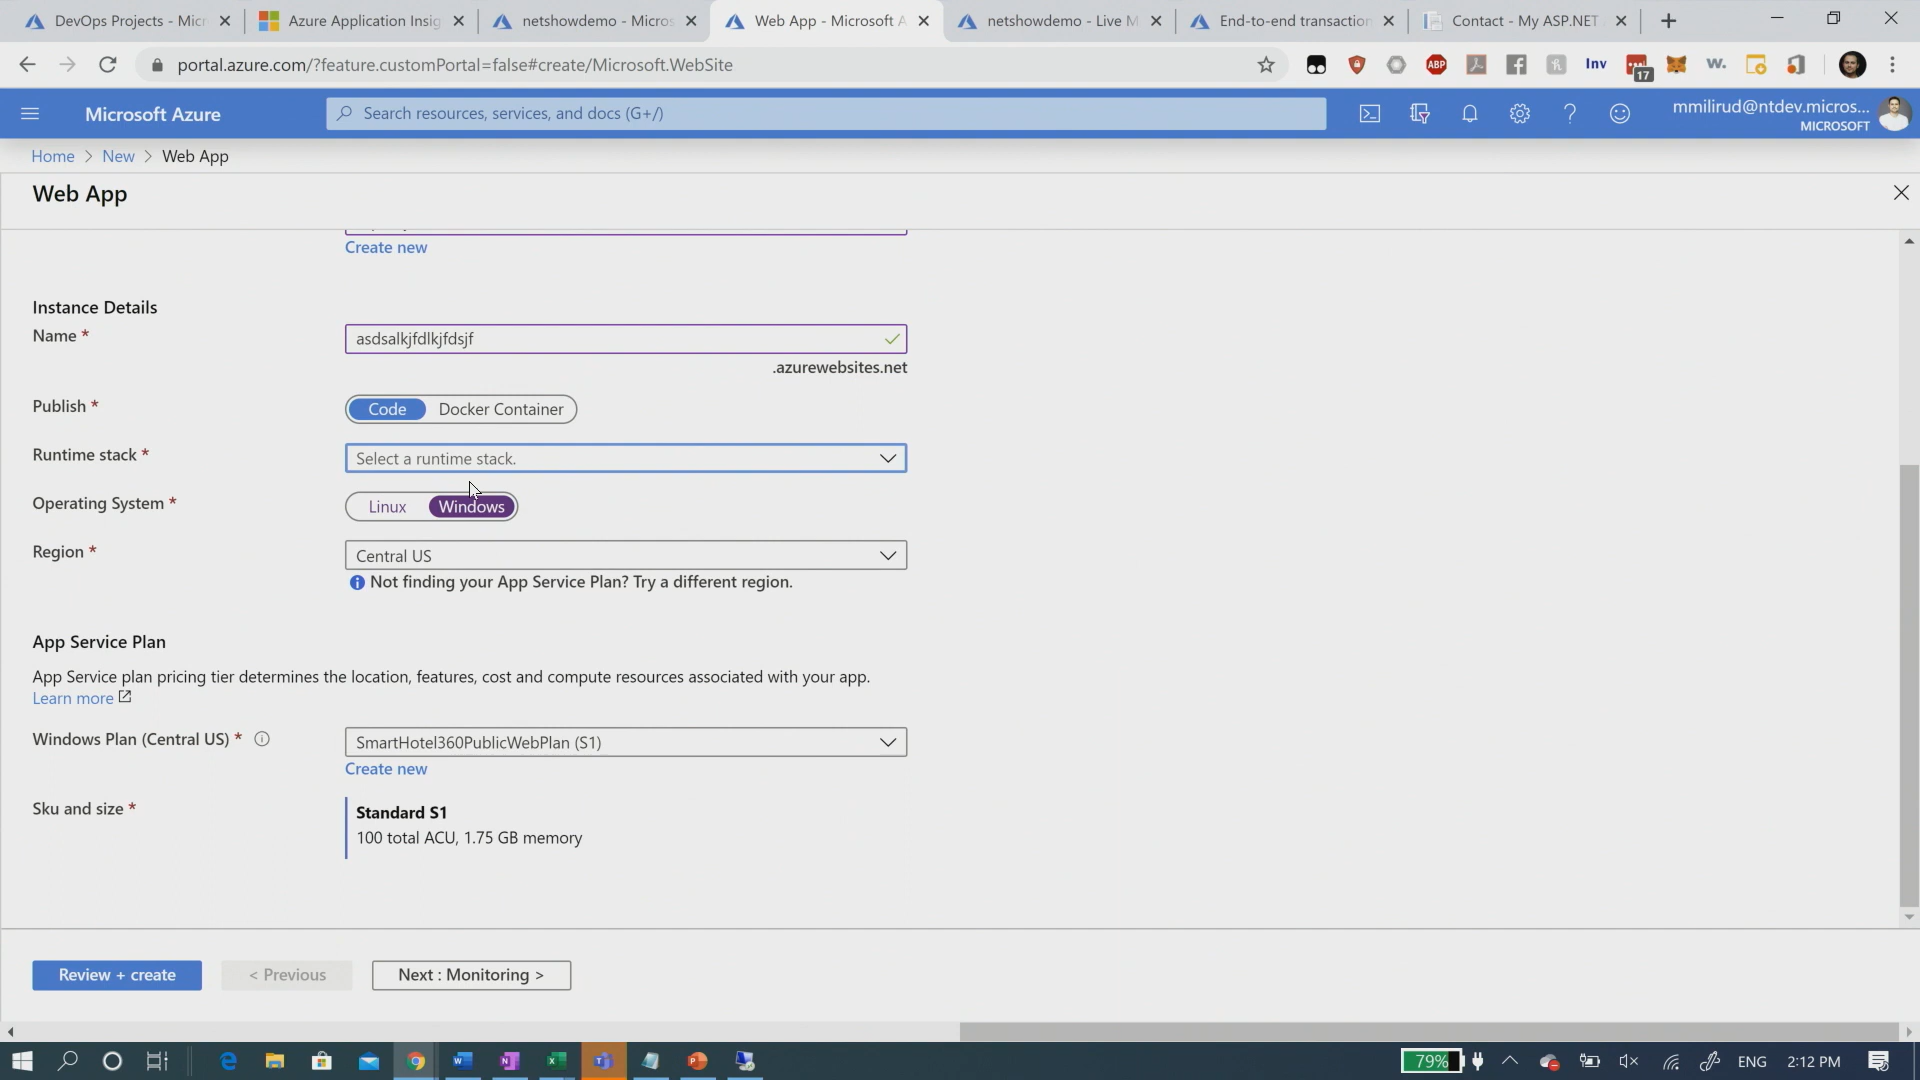 DevOps Projects - Micr
Azure Application Insig
netshowdemo - Micros
Web App - Microsoft A
netshowdemo - Live M
End-to-end transaction
Contact - My ASP.NET
portal.azure.com/?feature.customPortal=false#create/Microsoft.WebSite
ABP
Inv
17
w.
Microsoft Azure
Search resources, services, and docs (G+/)
mmilirud@ntdev.micros...
MICROSOFT
Home > New > Web App
Web App
Create new
Instance Details
Name *
asdsalkjfdlkjfdsjf
.azurewebsites.net
Publish *
Code
Docker Container
Runtime stack *
Select a runtime stack.
Operating System *
Linux
Windows
Region *
Central US
Not finding your App Service Plan? Try a different region.
App Service Plan
App Service plan pricing tier determines the location, features, cost and compute resources associated with your app.
Learn more
Windows Plan (Central US) *
SmartHotel360PublicWebPlan (S1)
Create new
Sku and size *
Standard S1
100 total ACU, 1.75 GB memory
Review + create
< Previous
Next : Monitoring >
79%
ENG
2:12 PM